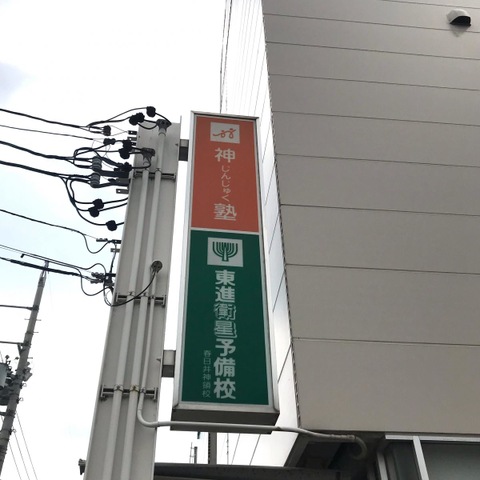 神
じんじゅく
塾
東進衛星予備校
春日井神領校